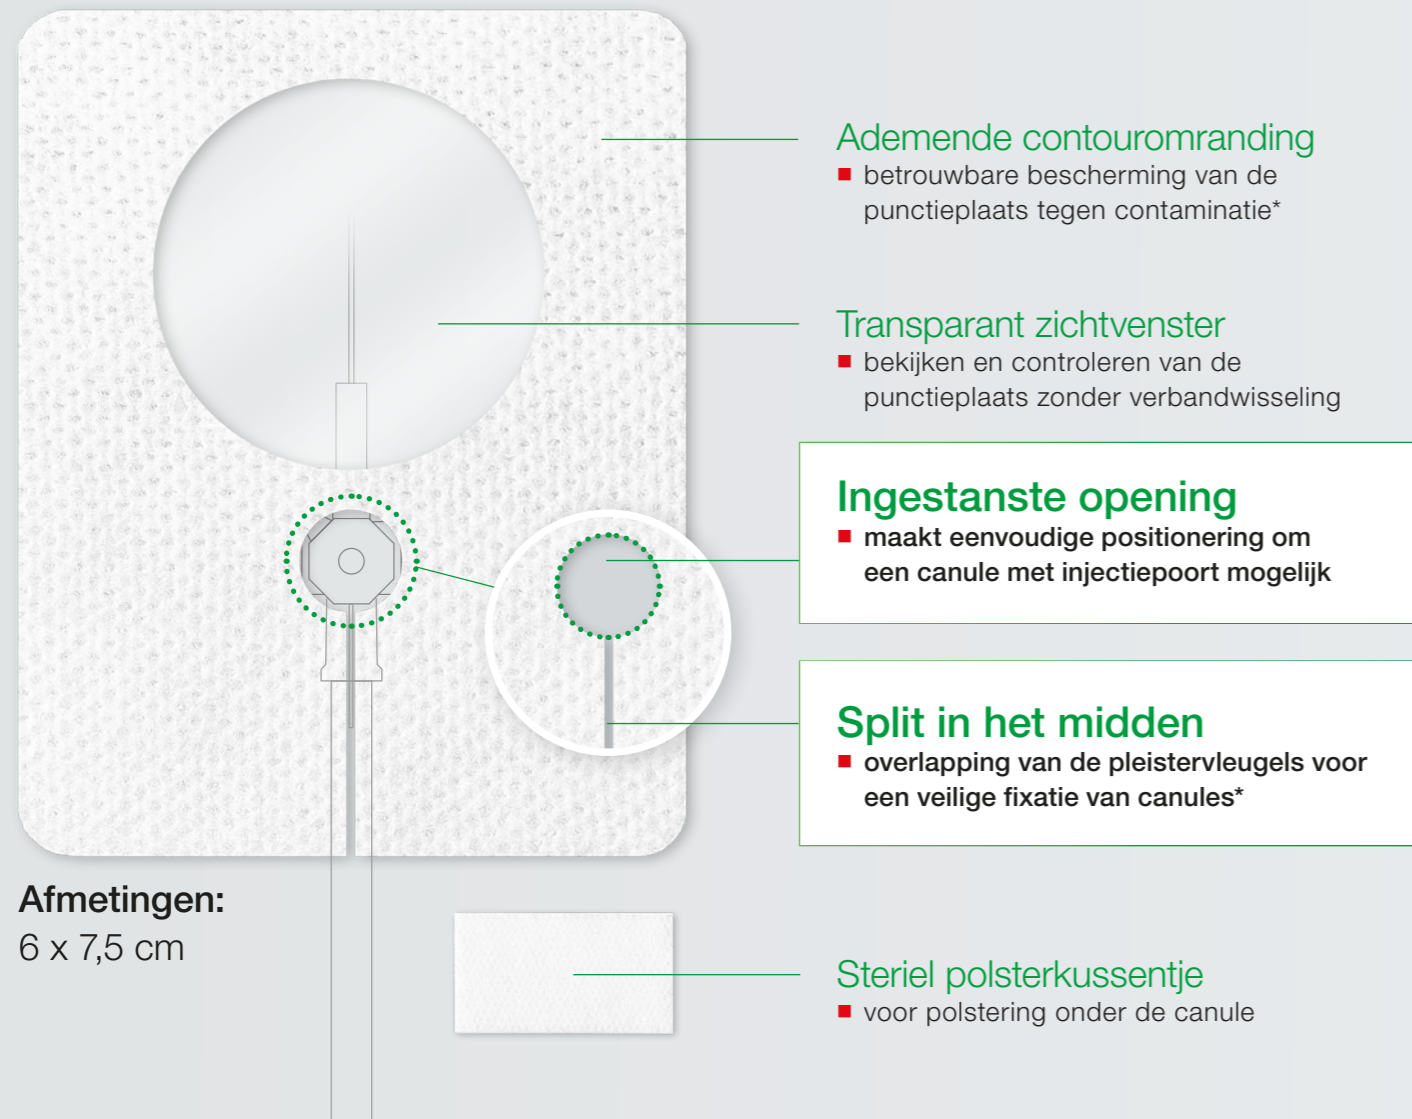 Ademende contouromranding
■ betrouwbare bescherming van de
punctieplaats tegen contaminatie*
Transparant zichtvenster
■ bekijken en controleren van de
punctieplaats zonder verbandwisseling
Ingestanste opening
■ maakt eenvoudige positionering om
een canule met injectiepoort mogelijk
Split in het midden
■ overlapping van de pleistervleugels voor
een veilige fixatie van canules*
Afmetingen:
6 x 7,5 cm
Steriel polsterkussentje
■ voor polstering onder de canule